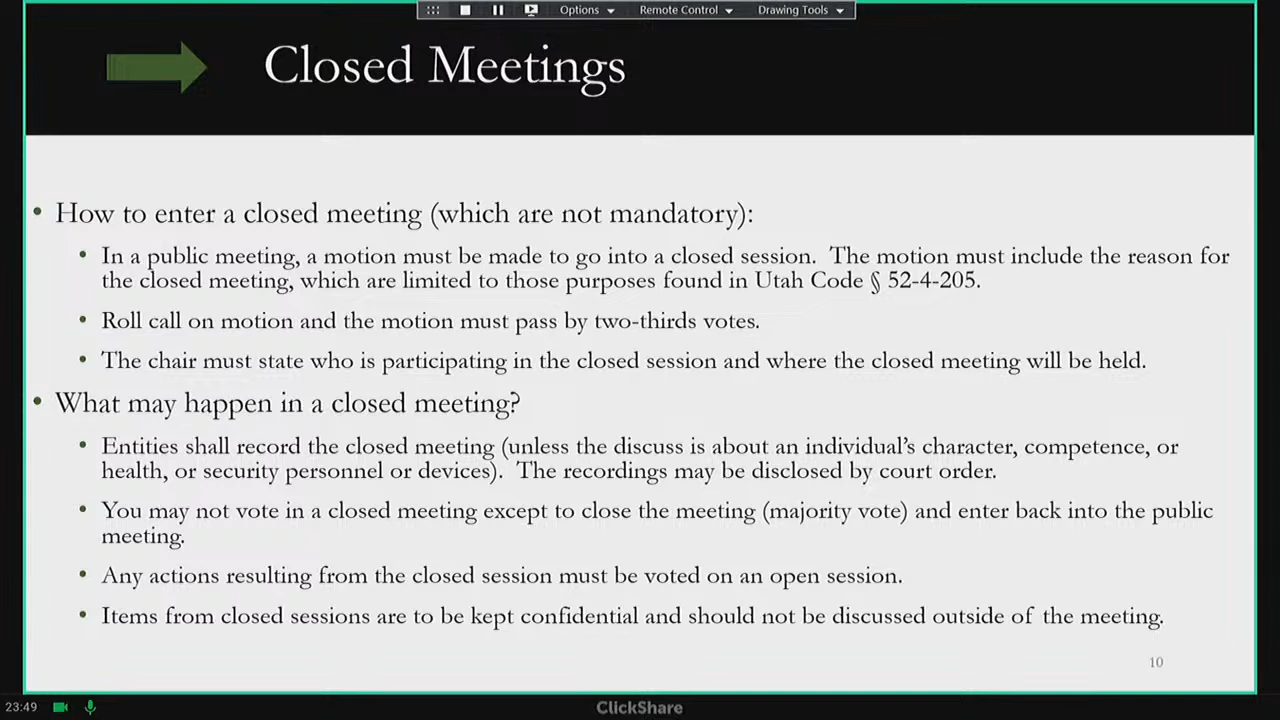 Options
Remote Control
Drawing Tools
Closed Meetings
• How to enter a closed meeting (which are not mandatory):
• In a public meeting, a motion must be made to go into a closed session. The motion must include the reason for
the closed meeting, which are limited to those purposes found in Utah Code § 52-4-205.
• Roll call on motion and the motion must pass by two-thirds votes.
• The chair must state who is participating in the closed session and where the closed meeting will be held.
• What may happen in a closed meeting?
• Entities shall record the closed meeting (unless the discuss is about an individual’s character, competence, or
health, or security personnel or devices). The recordings may be disclosed by court order.
• You may not vote in a closed meeting except to close the meeting (majority vote) and enter back into the public
meeting.
• Any actions resulting from the closed session must be voted on an open session.
• Items from closed sessions are to be kept confidential and should not be discussed outside of the meeting.
10
23:49
ClickShare